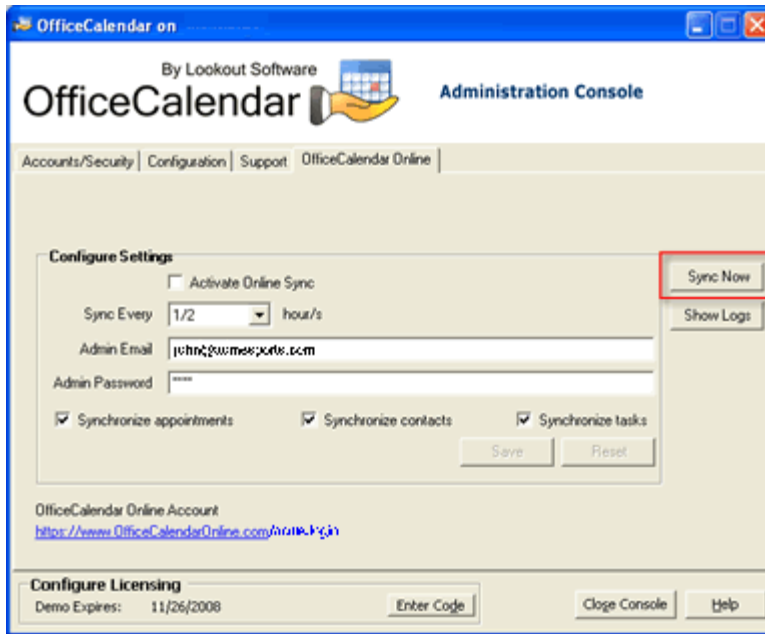 OfficeCalendar on
By Lookout Software
OfficeCalendar
Administration Console
Accounts/Security Configuration Support OfficeCalendar Online
Configure Settings
Activate Online Sync
Sync Now
Sync Every 1/2 hour/s
Show Logs
Admin Email
Admin Password ****
Synchronize appointments Synchronize contacts Synchronize tasks
Save Reset
OfficeCalendar Online Account
https://www.OfficeCalendarOnline.com/
Configure Licensing
Demo Expires: 11/26/2008 Enter Code Close Console Help